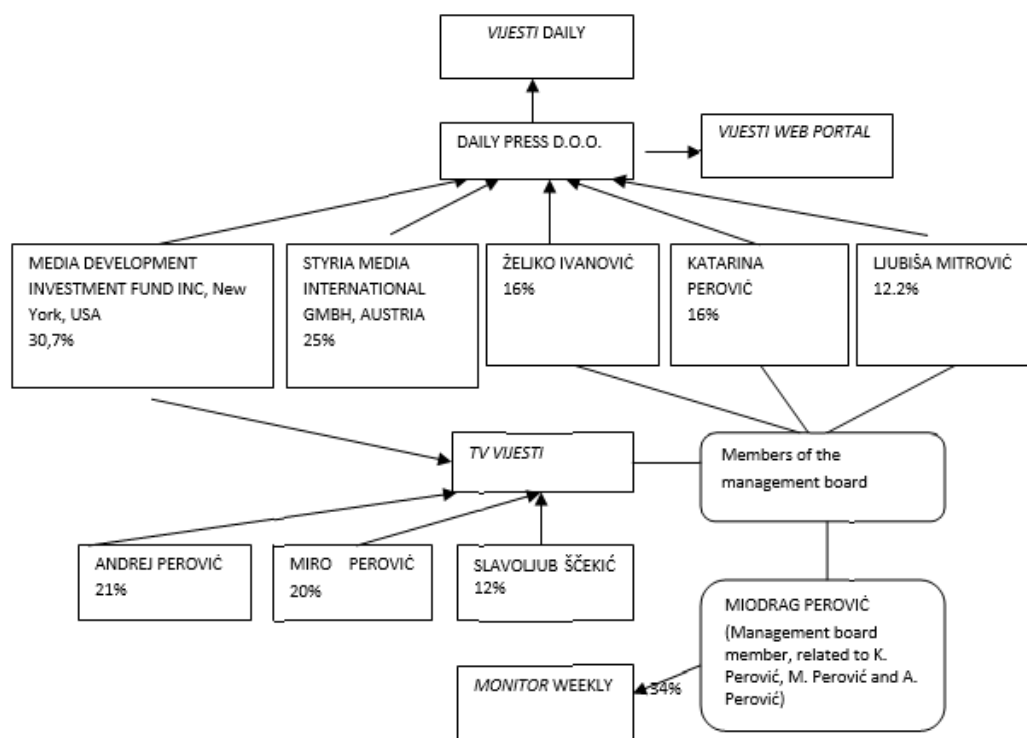 VIJESTI DAILY
DAILY PRESS D.O.O.
VIJESTI WEB PORTAL
MEDIA DEVELOPMENT
INVESTMENT FUND INC, New
York, USA
30,7%
STYRIA MEDIA
INTERNATIONAL
GMBH, AUSTRIA
25%
ŽELJKO IVANOVIĆ
16%
KATARINA
PEROVIĆ
16%
LJUBIŠA MITROVIĆ
12.2%
TV VIJESTI
Members of the
management board
ANDREJ PEROVIĆ
21%
MIRO PEROVIĆ
20%
SLAVOLJUB ŠČEKIĆ
12%
MIODRAG PEROVIĆ
(Management board
member, related to K.
Perović, M. Perović and A.
Perović)
MONITOR WEEKLY
54%